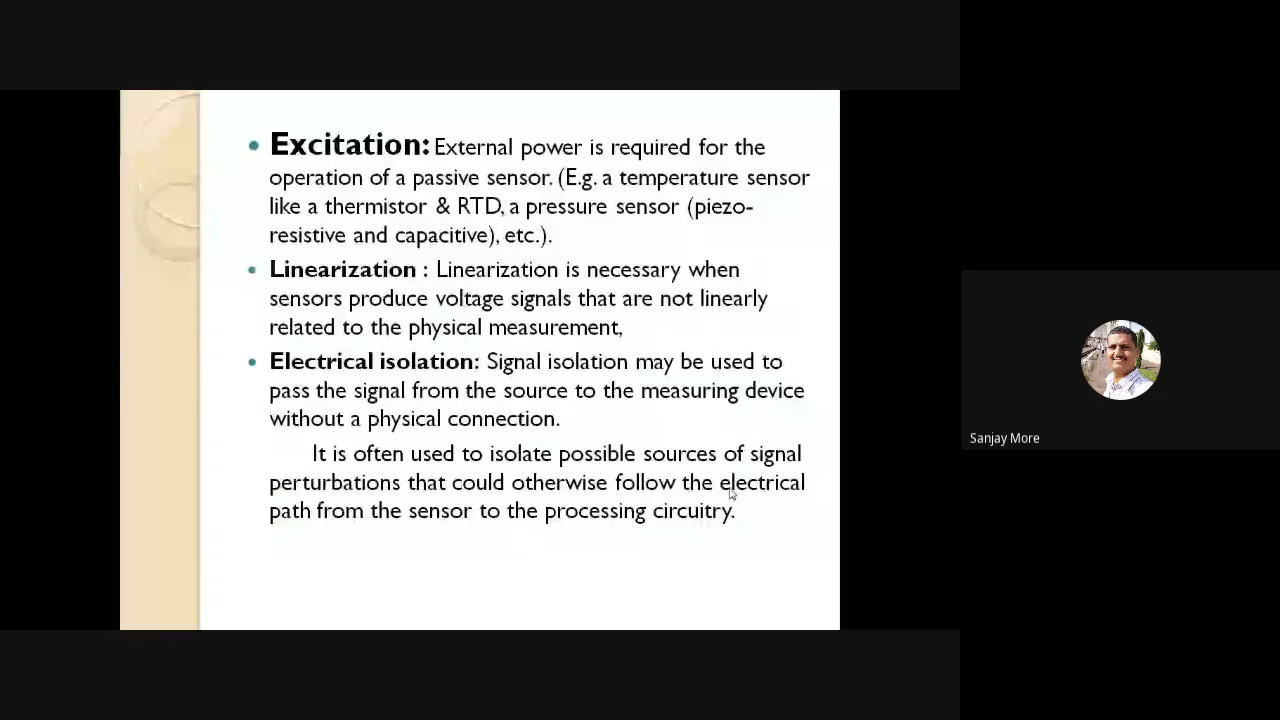 • Excitation: External power is required for the
operation of a passive sensor. (E.g. a temperature sensor
like a thermistor & RTD, a pressure sensor (piezo-
resistive and capacitive), etc.).
• Linearization : Linearization is necessary when
sensors produce voltage signals that are not linearly
related to the physical measurement,
• Electrical isolation: Signal isolation may be used to
pass the signal from the source to the measuring device
without a physical connection.
It is often used to isolate possible sources of signal
perturbations that could otherwise follow the electrical
path from the sensor to the processing circuitry.
Sanjay More